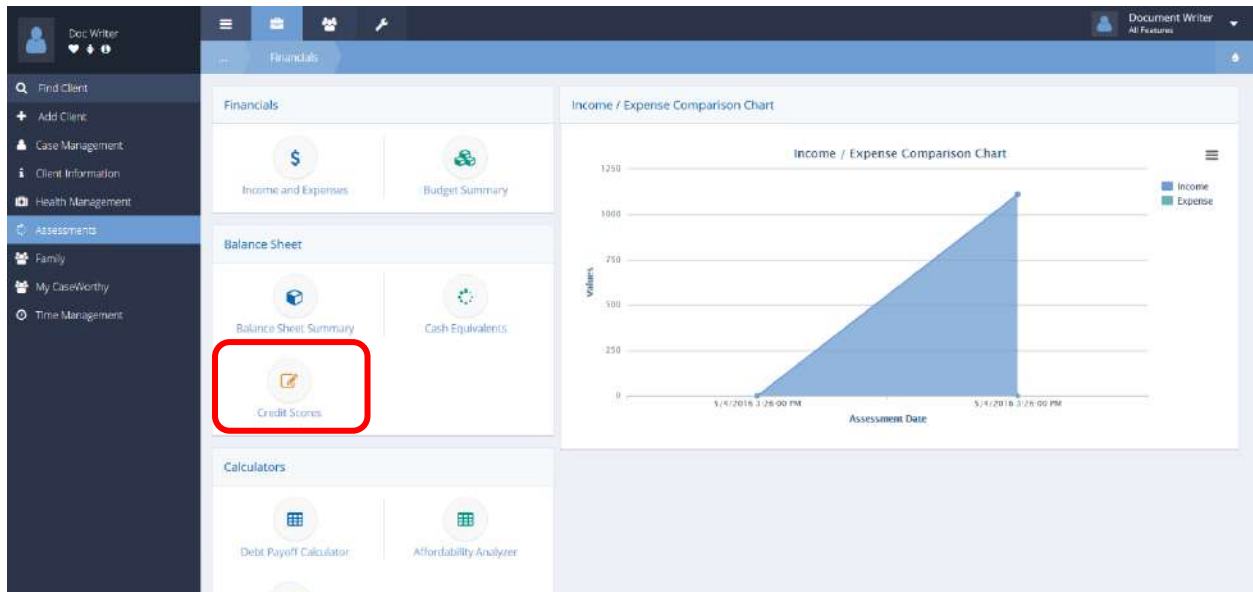 Doc Writer
Document Writer
All Features
... Financials
Find Client
Add Client
Case Management
Client Information
Health Management
Assessments
Family
My CaseWorthy
Time Management
Financials
Income and Expenses
Budget Summary
Balance Sheet
Balance Sheet Summary
Cash Equivalents
Credit Scores
Calculators
Debt Payoff Calculator
Affordability Analyzer
Income / Expense Comparison Chart
Income / Expense Comparison Chart
1250
1000
750
500
250
0
Values
5/4/2016 3:26:00 PM
5/4/2016 3:26:00 PM
Assessment Date
Income
Expense